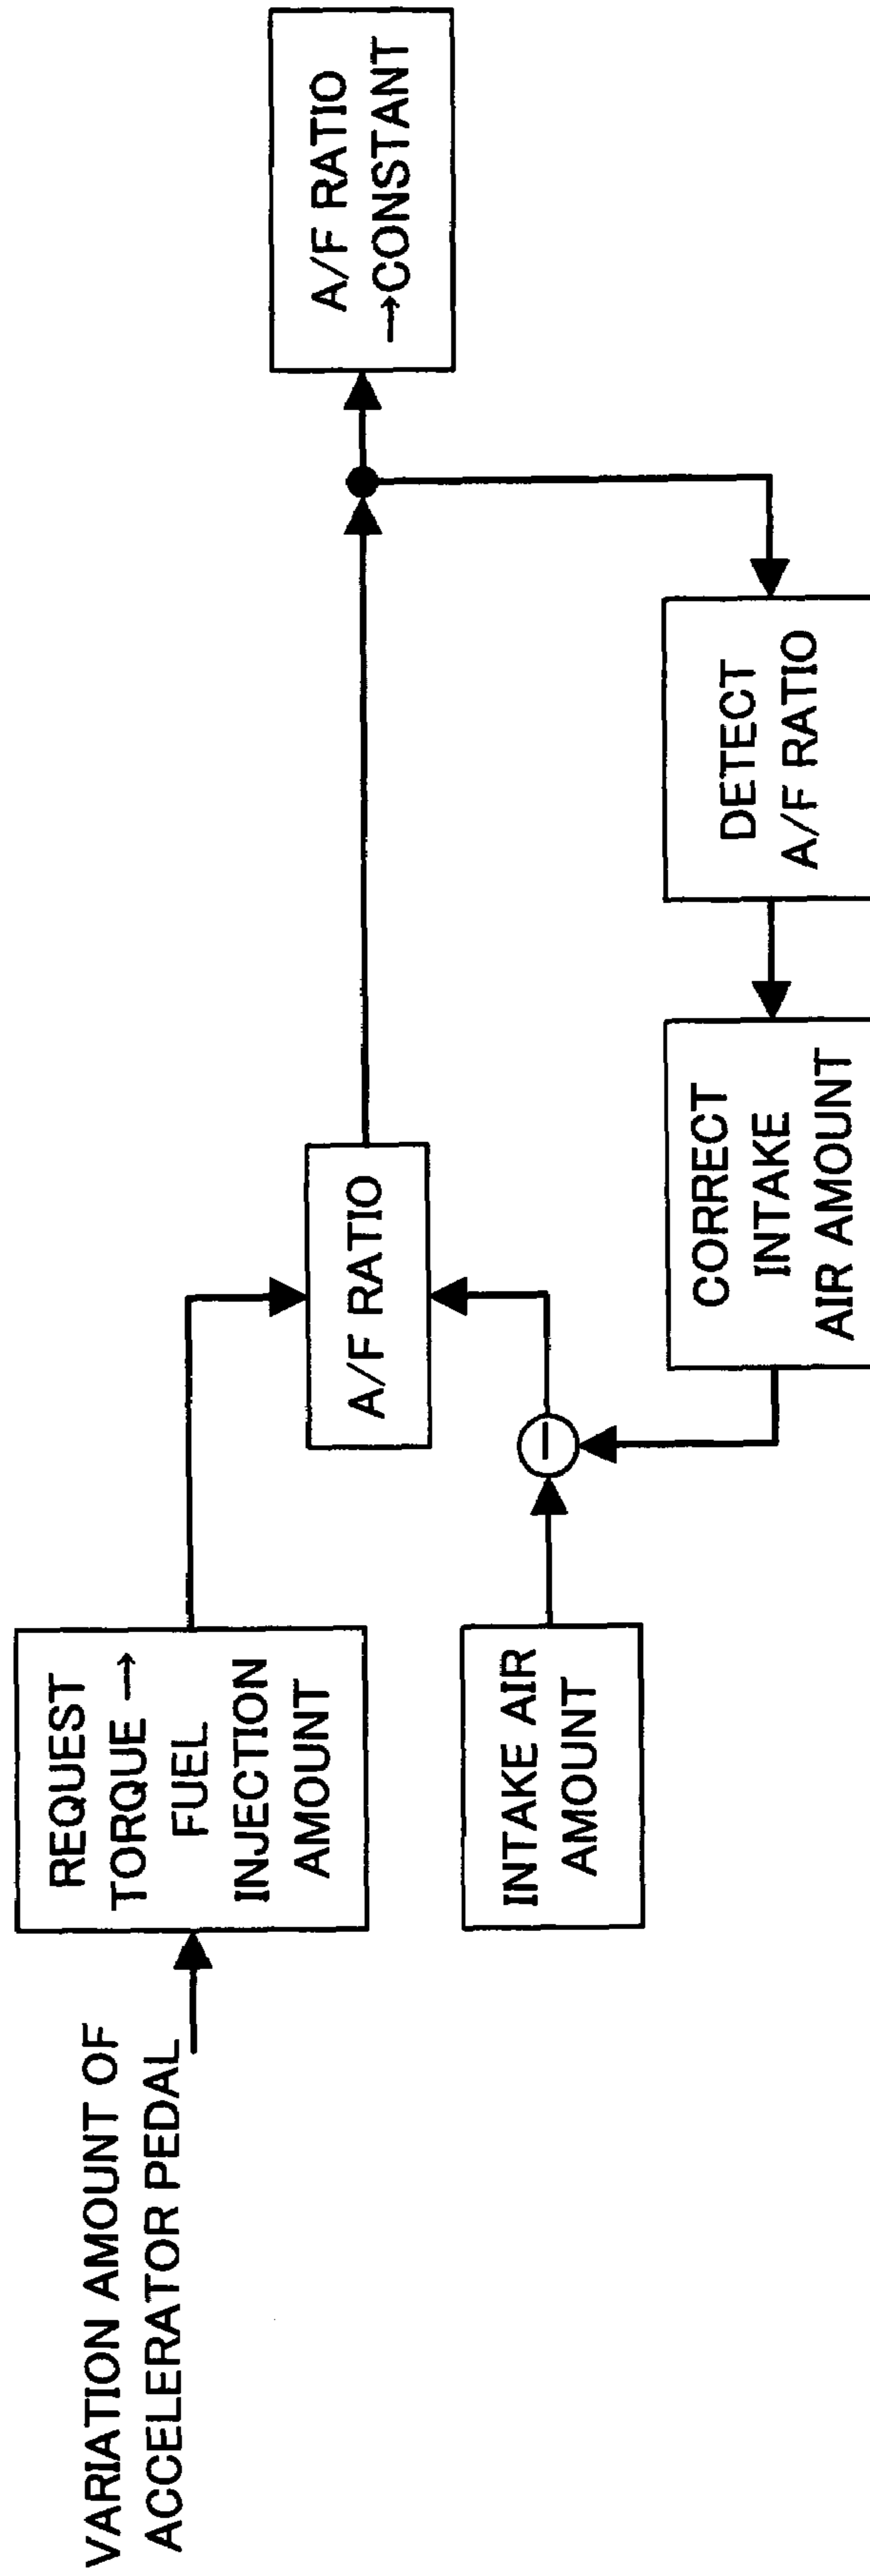 VARIATION AMOUNT OF
ACCELERATOR PEDAL
REQUEST
TORQUE →
FUEL
INJECTION
AMOUNT
INTAKE AIR
AMOUNT
A/F RATIO
−
CORRECT
INTAKE
AIR AMOUNT
DETECT
A/F RATIO
A/F RATIO
→CONSTANT